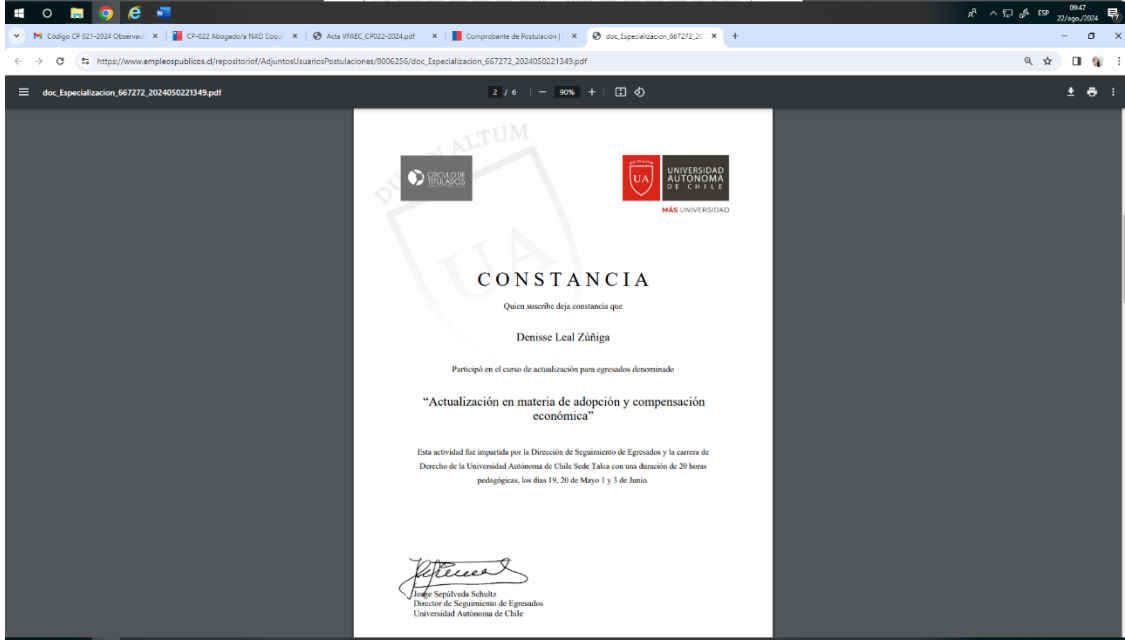 ESP
09:47
22/ago./2024
Código CP 021-2024 Observaci
CP-022 Abogado/a NAD Coqui
Acta VFAEC_CP022-2024.pdf
Comprobante de Postulación |
doc_Especializacion_667272_20
https://www.empleospublicos.cl/repositoriof/AdjuntosUsuariosPostulaciones/8006256/doc_Especializacion_667272_2024050221349.pdf
doc_Especializacion_667272_2024050221349.pdf
2 / 6
90%
ALTUM
CÍRCULO DE
TITULADOS
UA
UNIVERSIDAD
AUTÓNOMA
DE CHILE
MÁS UNIVERSIDAD
UA
CONSTANCIA
Quien suscribe deja constancia que
Denisse Leal Zúñiga
Participó en el curso de actualización para egresados denominado
“Actualización en materia de adopción y compensación
económica”
Esta actividad fue impartida por la Dirección de Seguimiento de Egresados y la carrera de
Derecho de la Universidad Autónoma de Chile Sede Talca con una duración de 20 horas
pedagógicas, los días 19, 20 de Mayo 1 y 3 de Junio.
Jorge Sepúlveda Schultz
Director de Seguimiento de Egresados
Universidad Autónoma de Chile